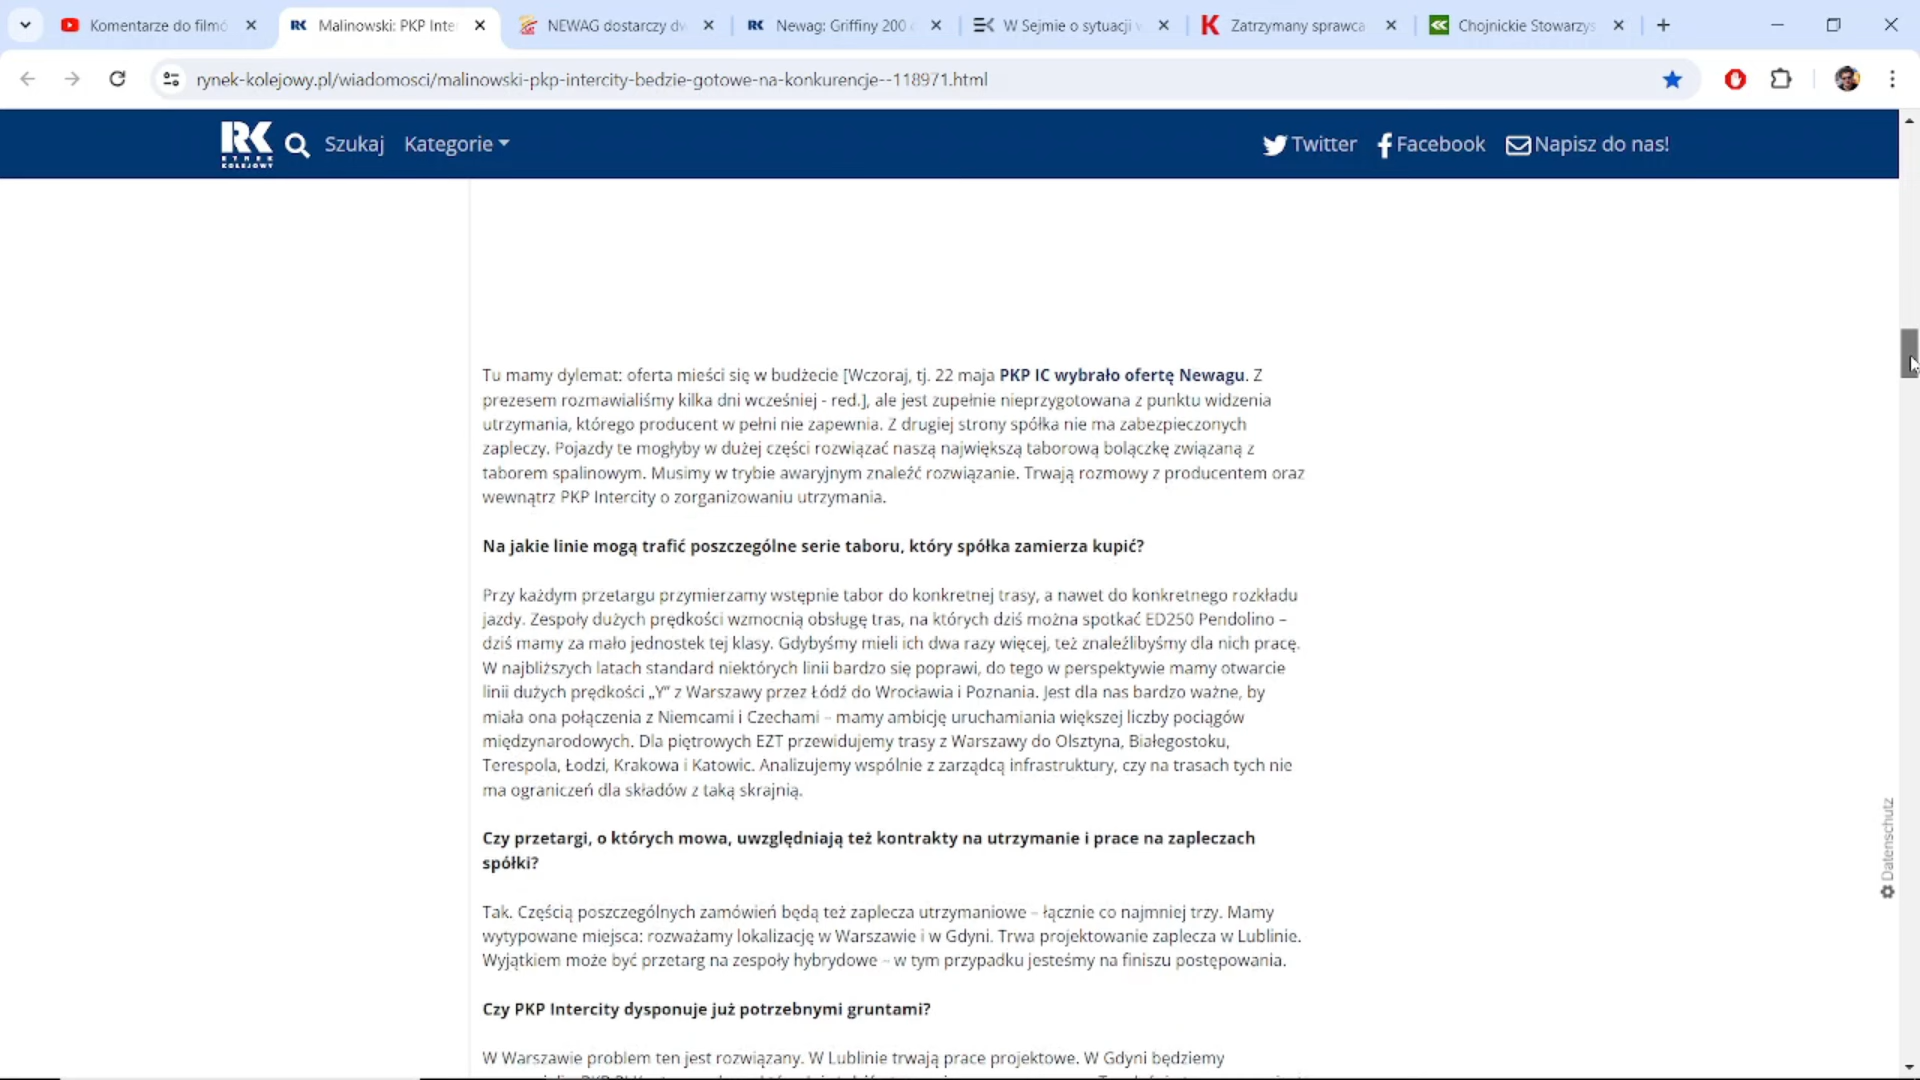 Komentarze do filmó
Malinowski: PKP Inte
NEWAG dostarczy dw
Newag: Griffiny 200
W Sejmie o sytuacji
Zatrzymany sprawca
Chojnickie Stowarzys
rynek-kolejowy.pl/wiadomosci/malinowski-pkp-intercity-bedzie-gotowe-na-konkurencje--118971.html
RK
RYNEK
KOLEJOWY
Szukaj
Kategorie
Twitter
Facebook
Napisz do nas!
Tu mamy dylemat: oferta mieści się w budżecie [Wczoraj, tj. 22 maja PKP IC wybrało ofertę Newagu. Z
prezesem rozmawialiśmy kilka dni wcześniej - red.], ale jest zupełnie nieprzygotowana z punktu widzenia
utrzymania, którego producent w pełni nie zapewnia. Z drugiej strony spółka nie ma zabezpieczonych
zapleczy. Pojazdy te mogłyby w dużej części rozwiązać naszą największą taborową bolączkę związaną z
taborem spalinowym. Musimy w trybie awaryjnym znaleźć rozwiązanie. Trwają rozmowy z producentem oraz
wewnątrz PKP Intercity o zorganizowaniu utrzymania.
Na jakie linie mogą trafić poszczególne serie taboru, który spółka zamierza kupić?
Przy każdym przetargu przymierzamy wstępnie tabor do konkretnej trasy, a nawet do konkretnego rozkładu
jazdy. Zespoły dużych prędkości wzmocnią obsługę tras, na których dziś można spotkać ED250 Pendolino –
dziś mamy za mało jednostek tej klasy. Gdybyśmy mieli ich dwa razy więcej, też znaleźlibyśmy dla nich pracę.
W najbliższych latach standard niektórych linii bardzo się poprawi, do tego w perspektywie mamy otwarcie
linii dużych prędkości „Y” z Warszawy przez Łódź do Wrocławia i Poznania. Jest dla nas bardzo ważne, by
miała ona połączenia z Niemcami i Czechami – mamy ambicję uruchamiania większej liczby pociągów
międzynarodowych. Dla piętrowych EZT przewidujemy trasy z Warszawy do Olsztyna, Białegostoku,
Terespola, Łodzi, Krakowa i Katowic. Analizujemy wspólnie z zarządcą infrastruktury, czy na trasach tych nie
ma ograniczeń dla składów z taką skrajnią.
Czy przetargi, o których mowa, uwzględniają też kontrakty na utrzymanie i prace na zapleczach
spółki?
Tak. Częścią poszczególnych zamówień będą też zaplecza utrzymaniowe – łącznie co najmniej trzy. Mamy
wytypowane miejsca: rozważamy lokalizację w Warszawie i w Gdyni. Trwa projektowanie zaplecza w Lublinie.
Wyjątkiem może być przetarg na zespoły hybrydowe – w tym przypadku jesteśmy na finiszu postępowania.
Czy PKP Intercity dysponuje już potrzebnymi gruntami?
W Warszawie problem ten jest rozwiązany. W Lublinie trwają prace projektowe. W Gdyni będziemy
Datenschutz